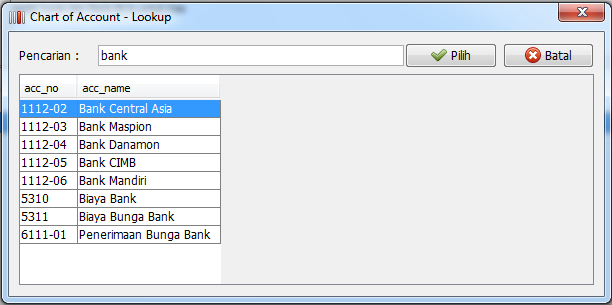 Chart of Account - Lookup
Pencarian : bank Pilih Batal
acc_no acc_name
1112-02 Bank Central Asia
1112-03 Bank Maspion
1112-04 Bank Danamon
1112-05 Bank CIMB
1112-06 Bank Mandiri
5310 Biaya Bank
5311 Biaya Bunga Bank
6111-01 Penerimaan Bunga Bank